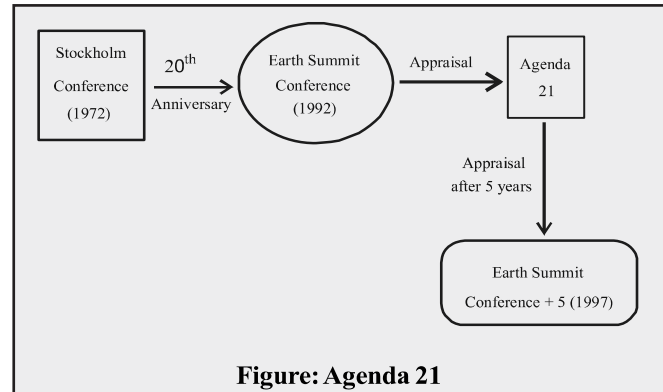 Stockholm
Conference
(1972)
20th
Anniversary
Earth Summit
Conference
(1992)
Appraisal
Agenda
21
Appraisal
after 5 years
Earth Summit
Conference + 5 (1997)
Figure: Agenda 21